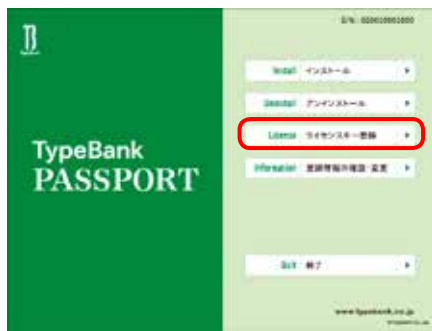 TypeBank
PASSPORT
Install インストール
Uninstall アンインストール
License ライセンスキー登録
Information 登録情報の確認・変更
Exit 終了
www.typebank.co.jp